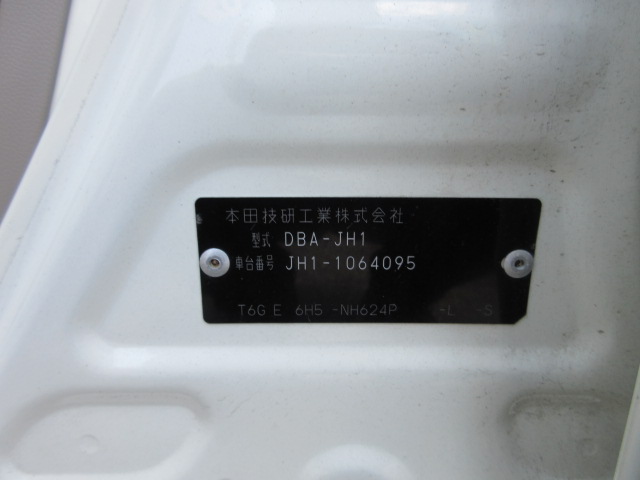 本田技研工業株式会社
型式 DBA-JH1
車台番号 JH1-1064095
T6G E 6H5 -NH624P -L -S